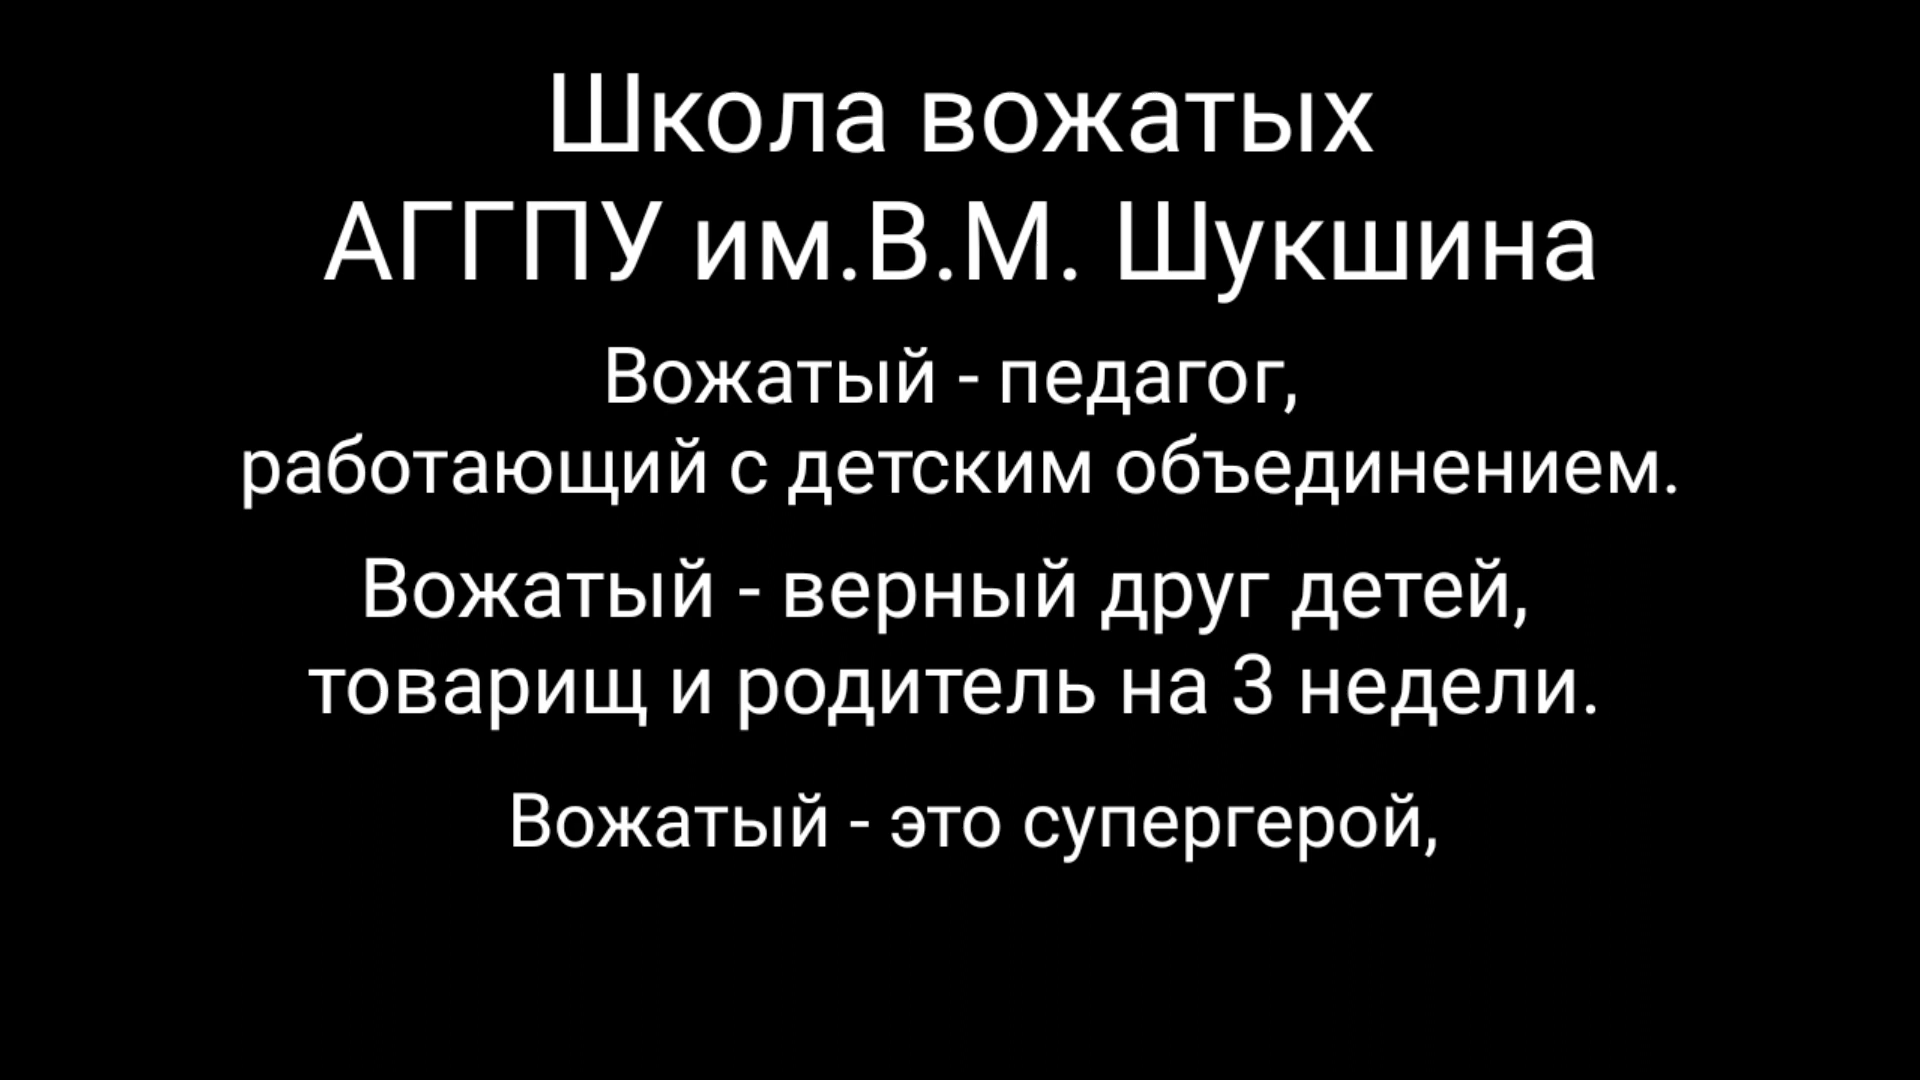 Школа вожатых
АГГПУ им.В.М. Шукшина
Вожатый - педагог,
работающий с детским объединением.
Вожатый - верный друг детей,
товарищ и родитель на 3 недели.
Вожатый - это супергерой,